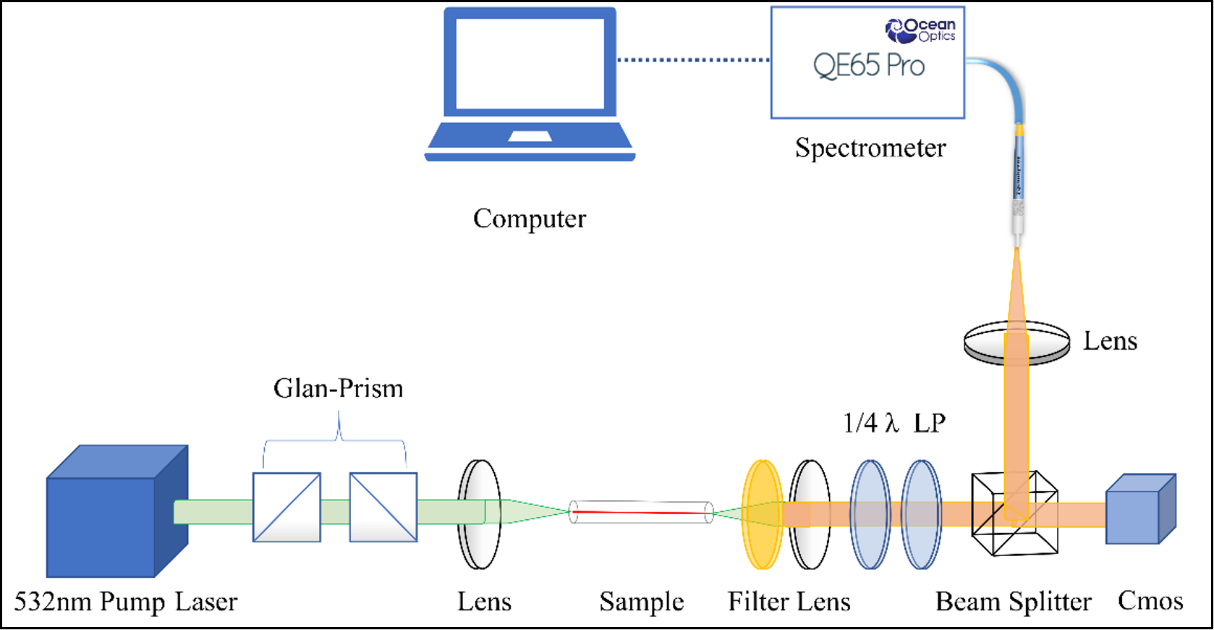 Ocean
Optics
QE65 Pro
Spectrometer
Computer
Lens
Glan-Prism
1/4 λ LP
532nm Pump Laser
Lens
Sample
Filter Lens
Beam Splitter
Cmos